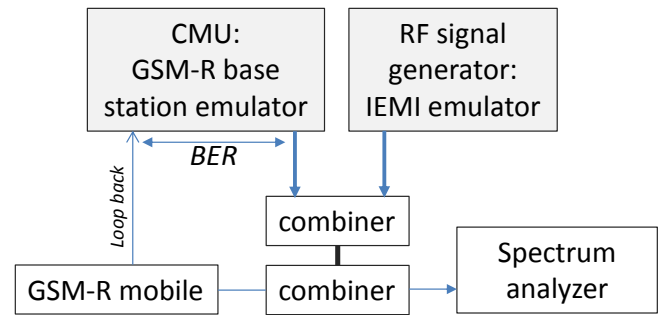 CMU:
GSM-R base
station emulator
RF signal
generator:
IEMI emulator
BER
Loop back
combiner
Spectrum
analyzer
GSM-R mobile
combiner